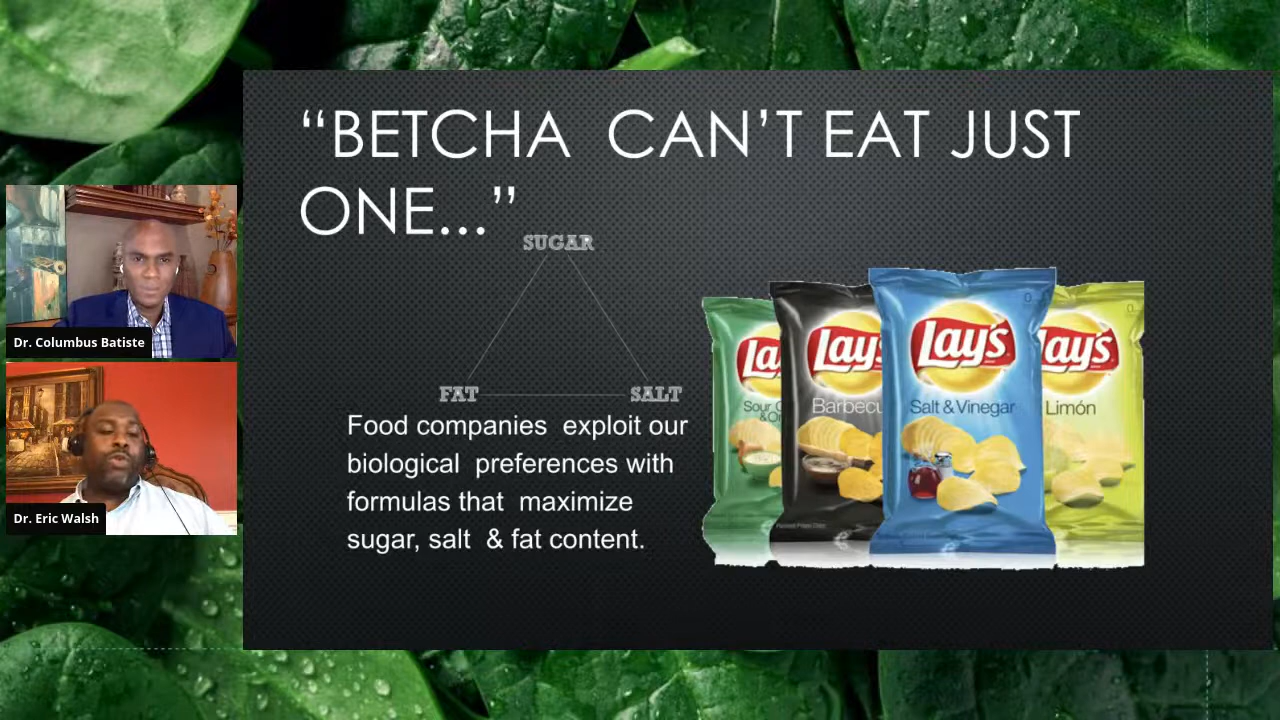 “BETCHA CAN’T EAT JUST
ONE...”
SUGAR
FAT
SALT
Food companies exploit our
biological preferences with
formulas that maximize
sugar, salt & fat content.
Lay's
Lay's
Lay's
Barbecu
Salt & Vinegar
Limón
Dr. Columbus Batiste
Dr. Eric Walsh